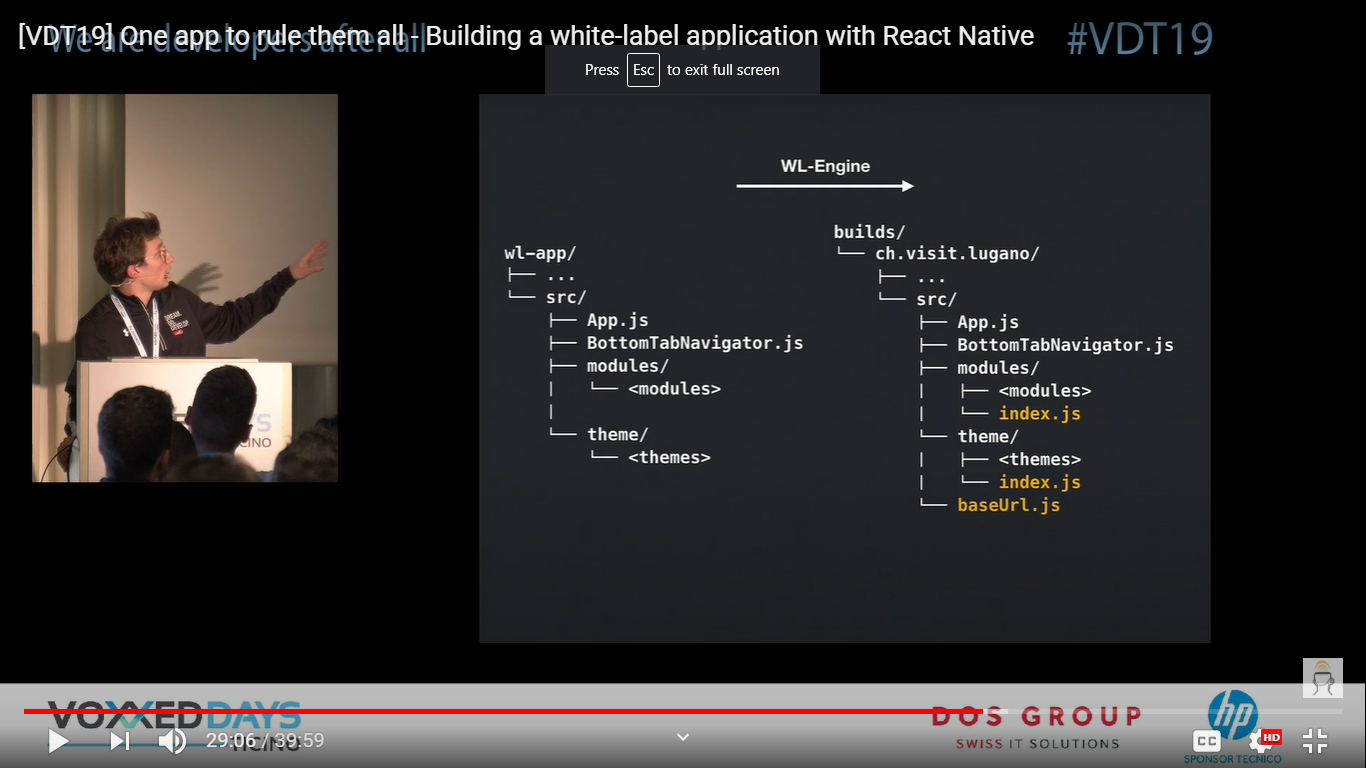 [VDT19] One app to rule them all - Building a white-label application with React Native
We are developers after all
#VDT19
Press Esc to exit full screen
WL-Engine
wl-app/
├── ...
└── src/
├── App.js
├── BottomTabNavigator.js
├── modules/
| └── <modules>
|
└── theme/
└── <themes>
builds/
└── ch.visit.lugano/
├── ...
└── src/
├── App.js
├── BottomTabNavigator.js
├── modules/
| ├── <modules>
| └── index.js
└── theme/
| ├── <themes>
| └── index.js
└── baseUrl.js
VOXXED DAYS
TICINO
DOS GROUP
SWISS IT SOLUTIONS
hp
SPONSOR TECNICO
29:06 / 39:59
CC
HD